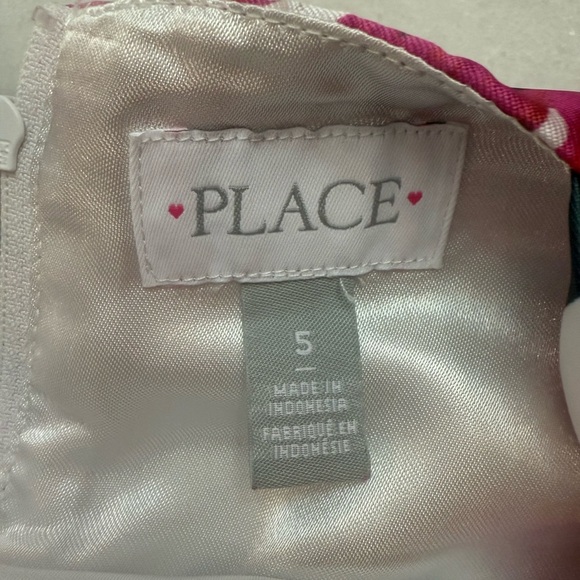 PLACE
5
MADE IN
INDONESIA
FABRIQUÉ EN
INDONÉSIE